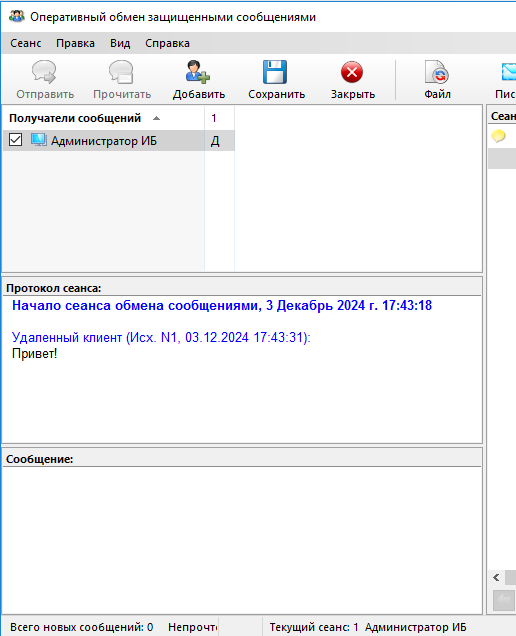 Оперативный обмен защищенными сообщениями
Сеанс Правка Вид Справка
Отправить Прочитать Добавить Сохранить Закрыть Файл Пис
Получатели сообщений 1
Администратор ИБ Д
Сеан
Протокол сеанса:
Начало сеанса обмена сообщениями, 3 Декабрь 2024 г. 17:43:18
Удаленный клиент (Исх. N1, 03.12.2024 17:43:31):
Привет!
Сообщение:
Всего новых сообщений: 0 Непрочт Текущий сеанс: 1 Администратор ИБ